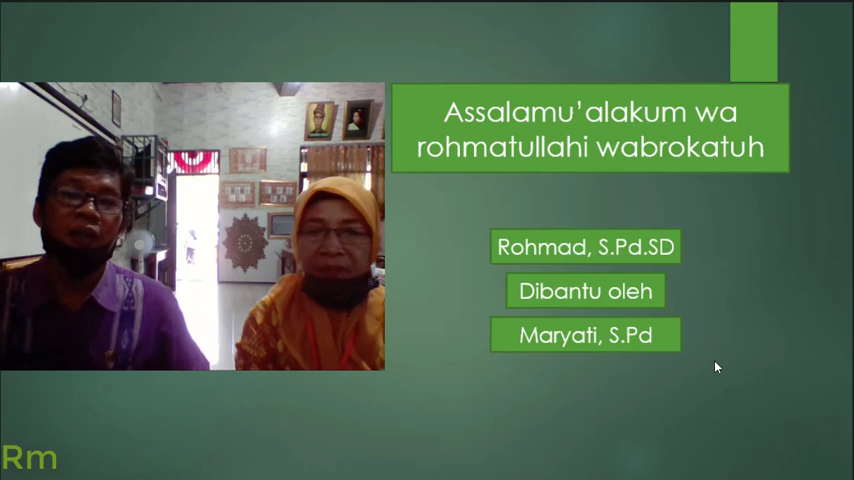 Assalamu’alakum wa
rohmatullahi wabrokatuh
Rohmad, S.Pd.SD
Dibantu oleh
Maryati, S.Pd
Rm